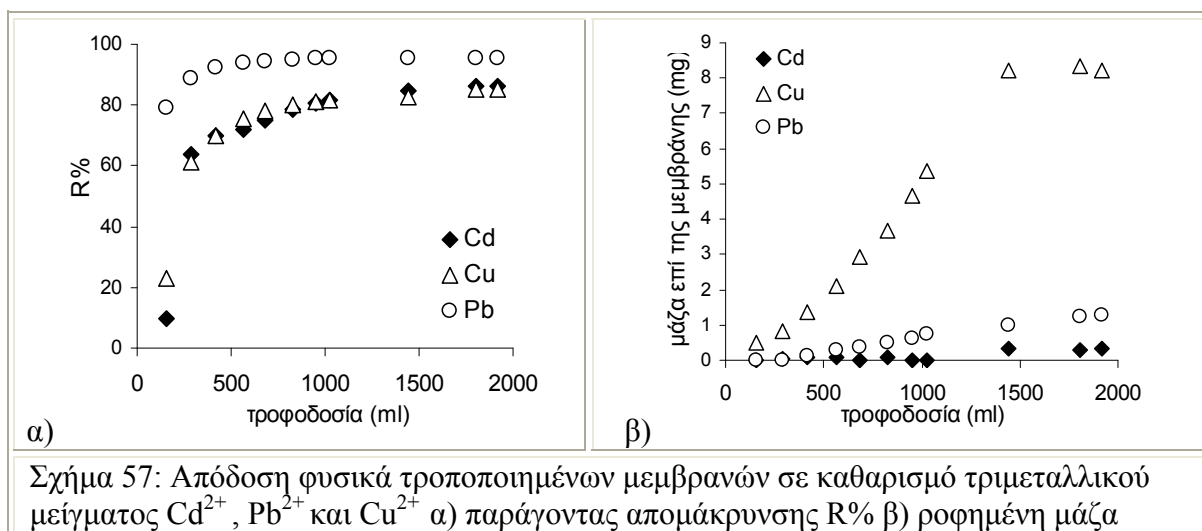 100
80
60
40
20
0
R%
Cd
Cu
Pb
0 500 1000 1500 2000
τροφοδοσία (ml)
α)
9
8
7
6
5
4
3
2
1
0
μάζα επί της μεμβράνης (mg)
Cd
Cu
Pb
0 500 1000 1500 2000
τροφοδοσία (ml)
β)
Σχήμα 57: Απόδοση φυσικά τροποποιημένων μεμβρανών σε καθαρισμό τριμεταλλικού
μείγματος Cd²⁺ , Pb²⁺ και Cu²⁺ α) παράγοντας απομάκρυνσης R% β) ροφημένη μάζα